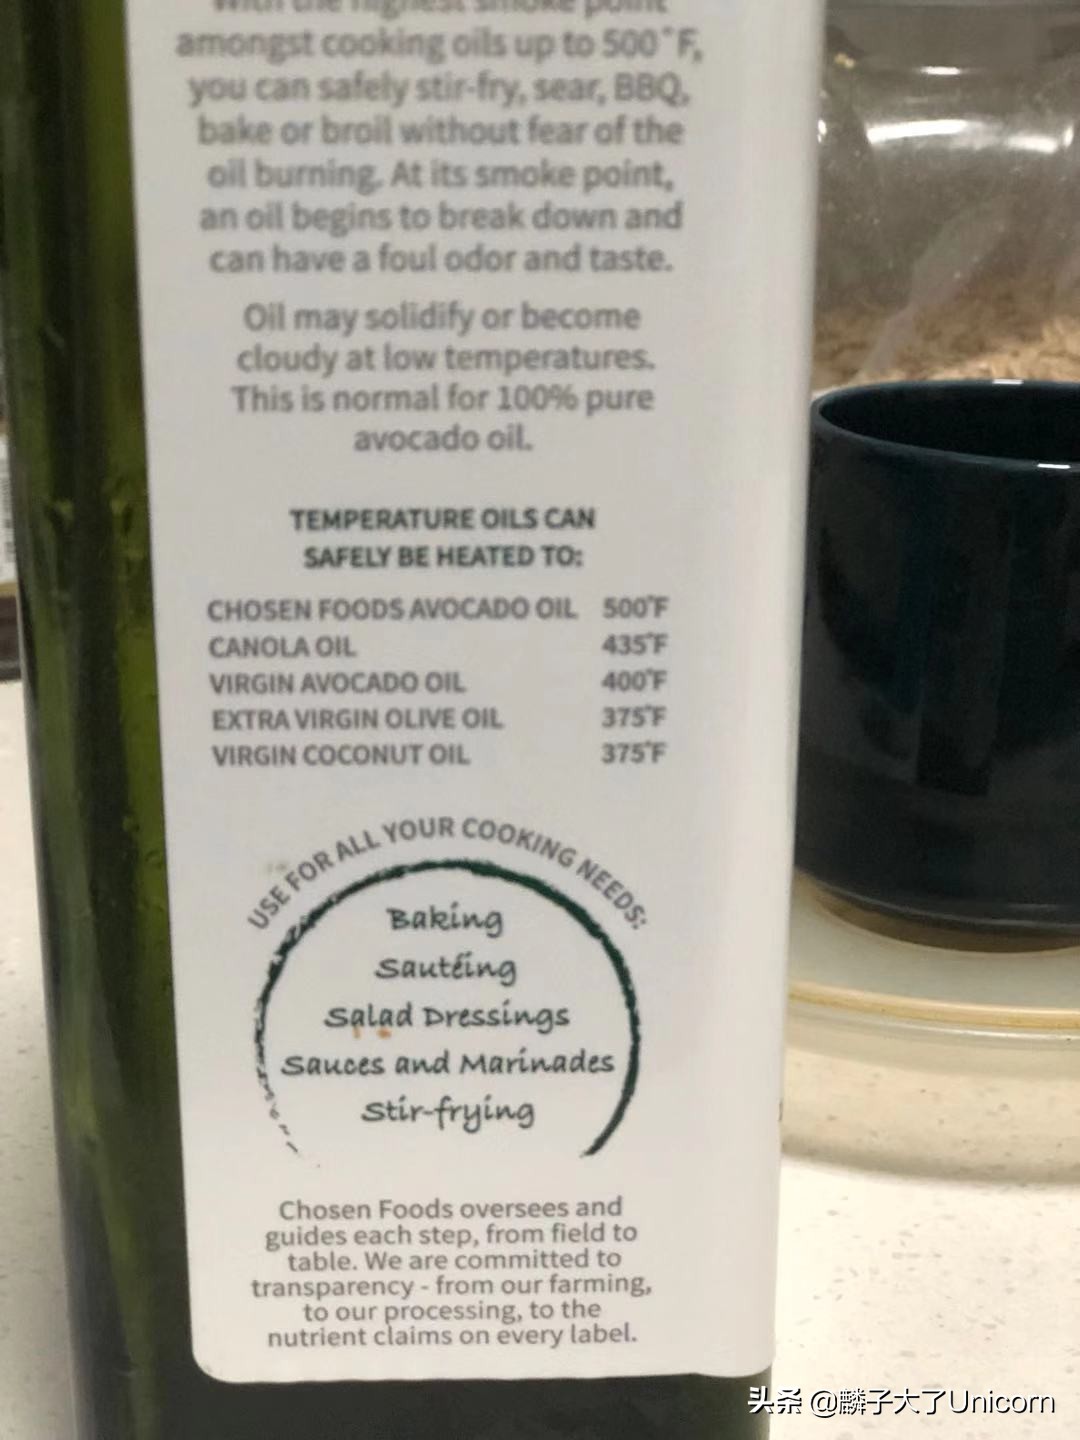 With the highest smoke point
amongst cooking oils up to 500°F,
you can safely stir-fry, sear, BBQ,
bake or broil without fear of the
oil burning. At its smoke point,
an oil begins to break down and
can have a foul odor and taste.
Oil may solidify or become
cloudy at low temperatures.
This is normal for 100% pure
avocado oil.
TEMPERATURE OILS CAN
SAFELY BE HEATED TO:
CHOSEN FOODS AVOCADO OIL 500°F
CANOLA OIL 435°F
VIRGIN AVOCADO OIL 400°F
EXTRA VIRGIN OLIVE OIL 375°F
VIRGIN COCONUT OIL 375°F
USE FOR ALL YOUR COOKING NEEDS:
Baking
Sautéing
Salad Dressings
Sauces and Marinades
Stir-frying
Chosen Foods oversees and
guides each step, from field to
table. We are committed to
transparency - from our farming,
to our processing, to the
nutrient claims on every label.
头条 @麟子大了Unicorn